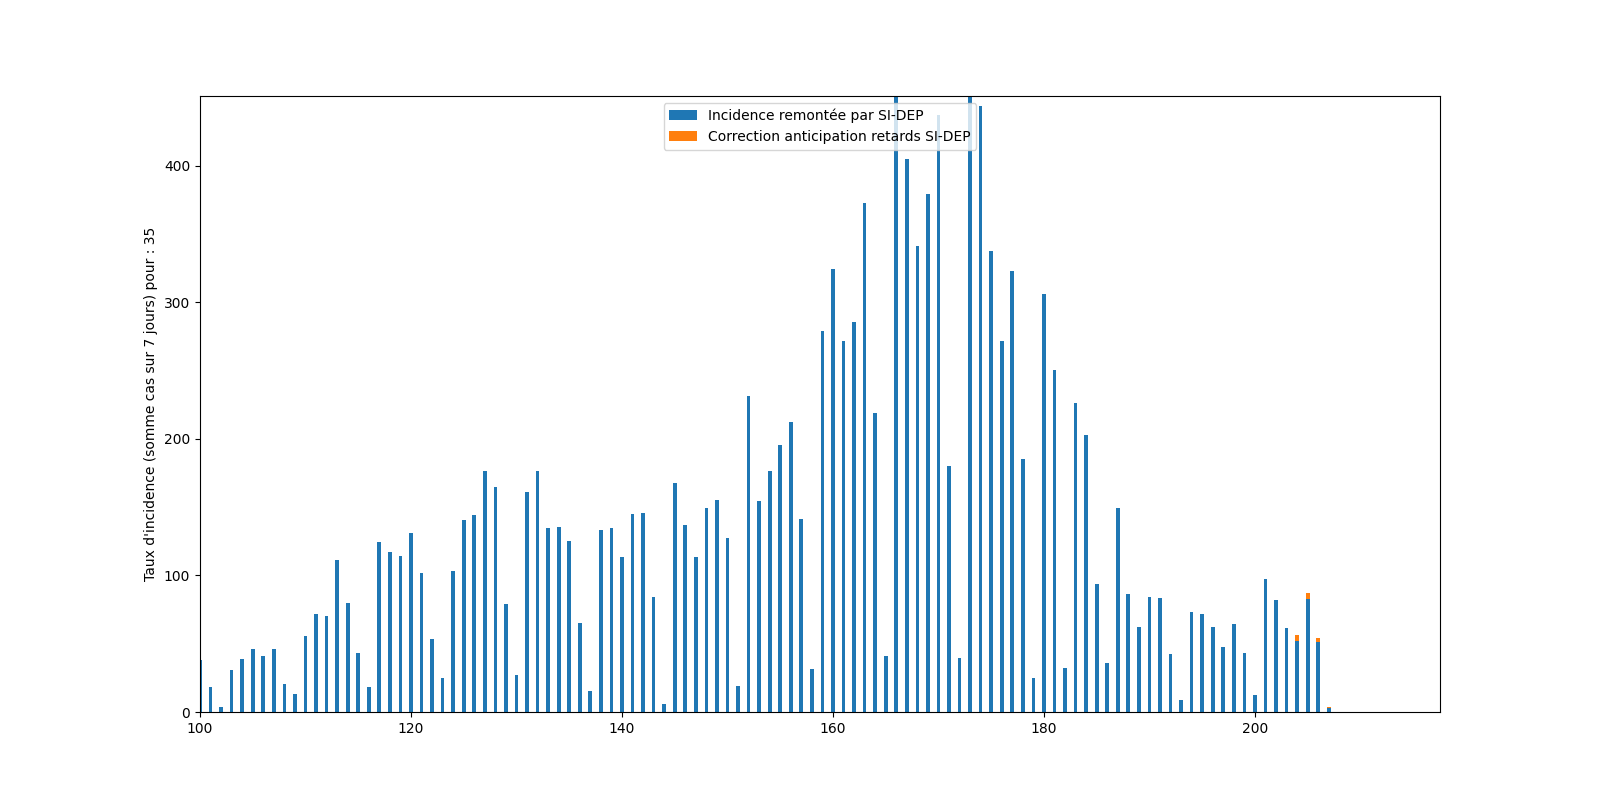 Incidence remontée par SI-DEP
Correction anticipation retards SI-DEP
Taux d'incidence (somme cas sur 7 jours) pour : 35
400
300
200
100
0
100 120 140 160 180 200